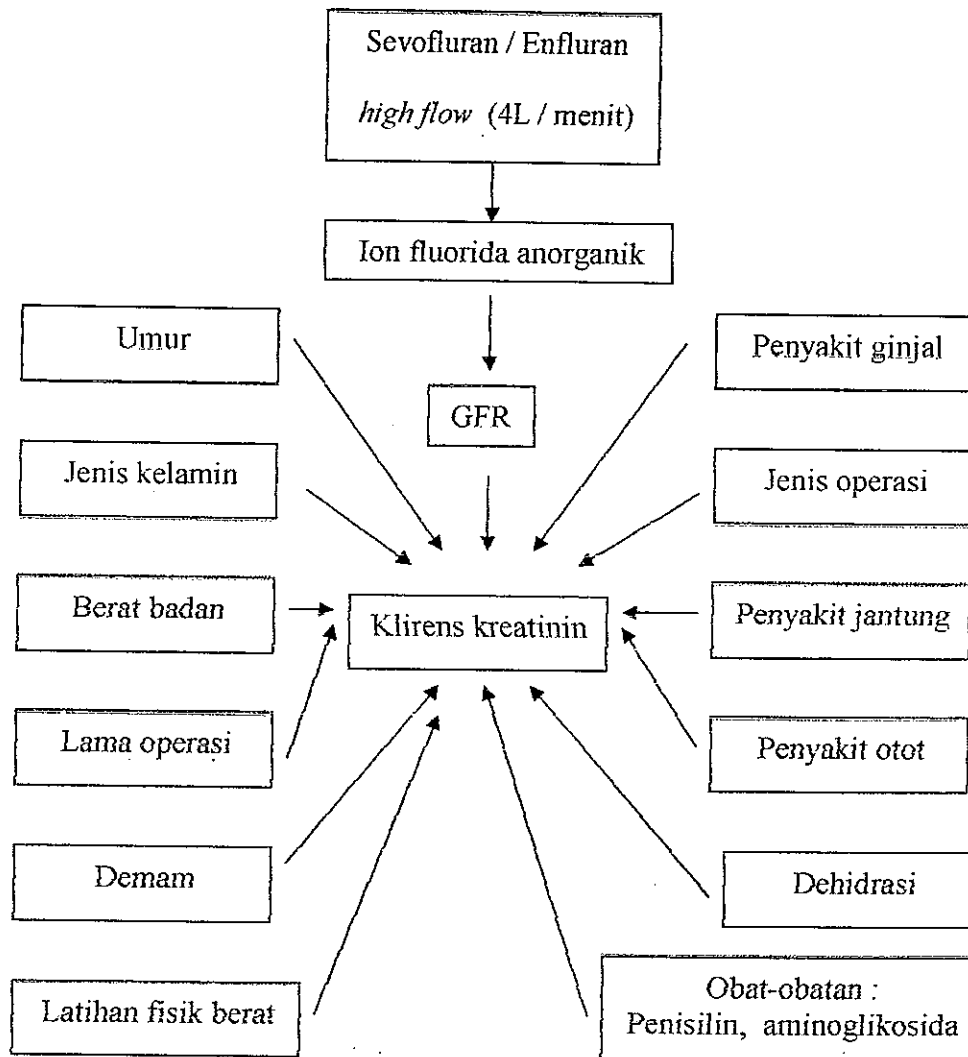 Sevofluran / Enfluran
high flow (4L / menit)
Ion fluorida anorganik
Umur
Penyakit ginjal
GFR
Jenis kelamin
Jenis operasi
Berat badan
Klirens kreatinin
Penyakit jantung
Lama operasi
Penyakit otot
Demam
Dehidrasi
Latihan fisik berat
Obat-obatan :
Penisilin, aminoglikosida